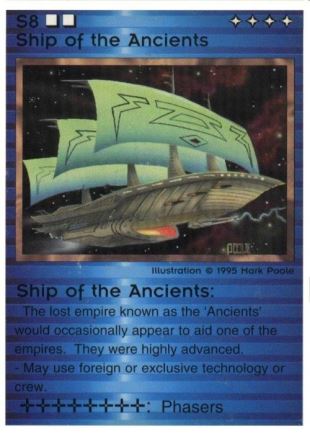 S8
Ship of the Ancients
Illustration © 1995 Mark Poole
Ship of the Ancients:
The lost empire known as the 'Ancients'
would occasionally appear to aid one of the
empires. They were highly advanced.
- May use foreign or exclusive technology or
crew.
: Phasers